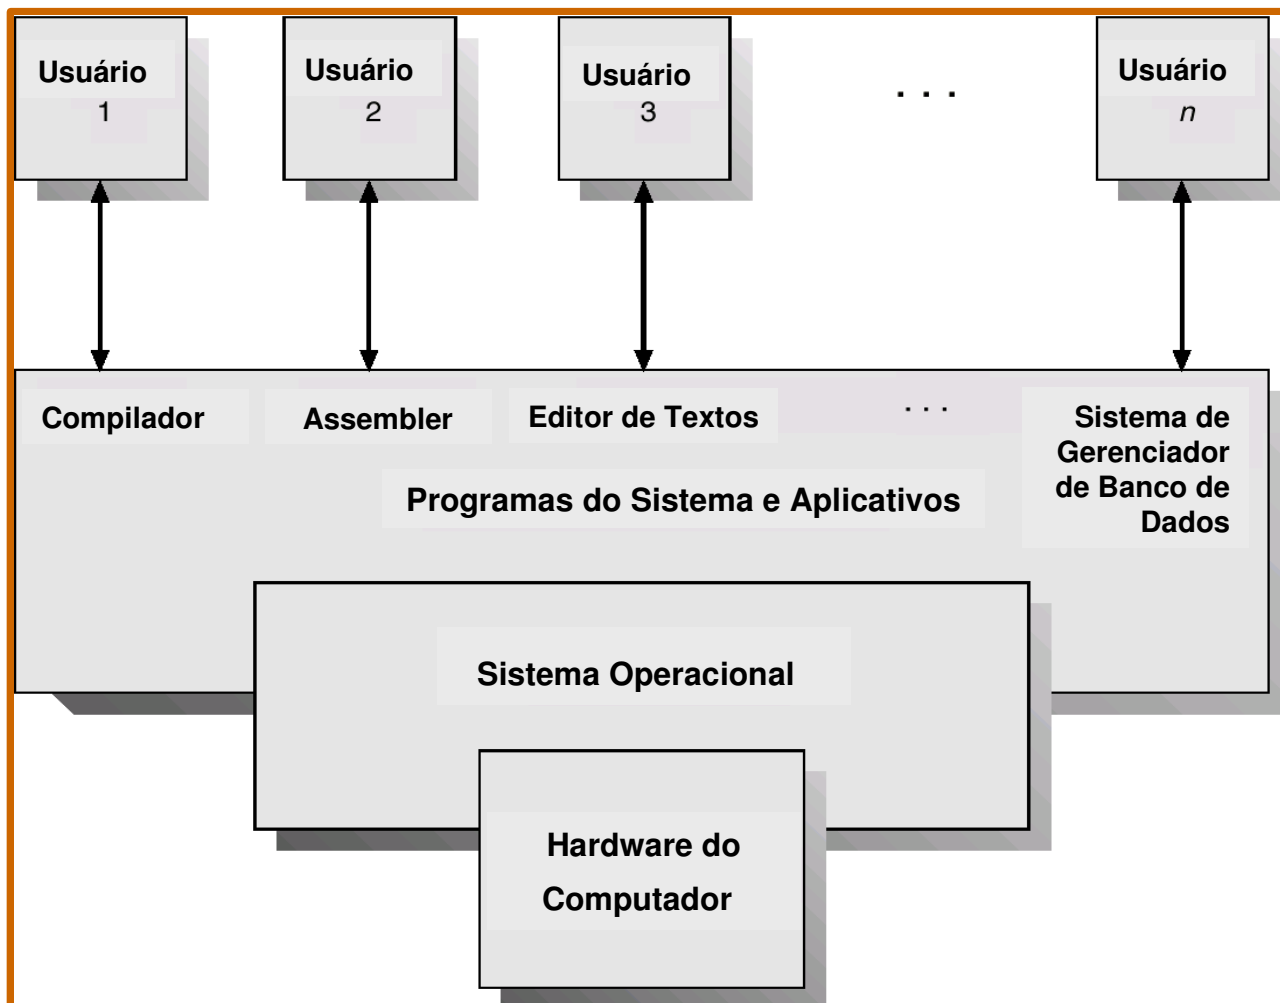 Usuário
1
Usuário
2
Usuário
3
. . .
Usuário
n
Compilador
Assembler
Editor de Textos
. . .
Sistema de
Gerenciador
de Banco de
Dados
Programas do Sistema e Aplicativos
Sistema Operacional
Hardware do
Computador